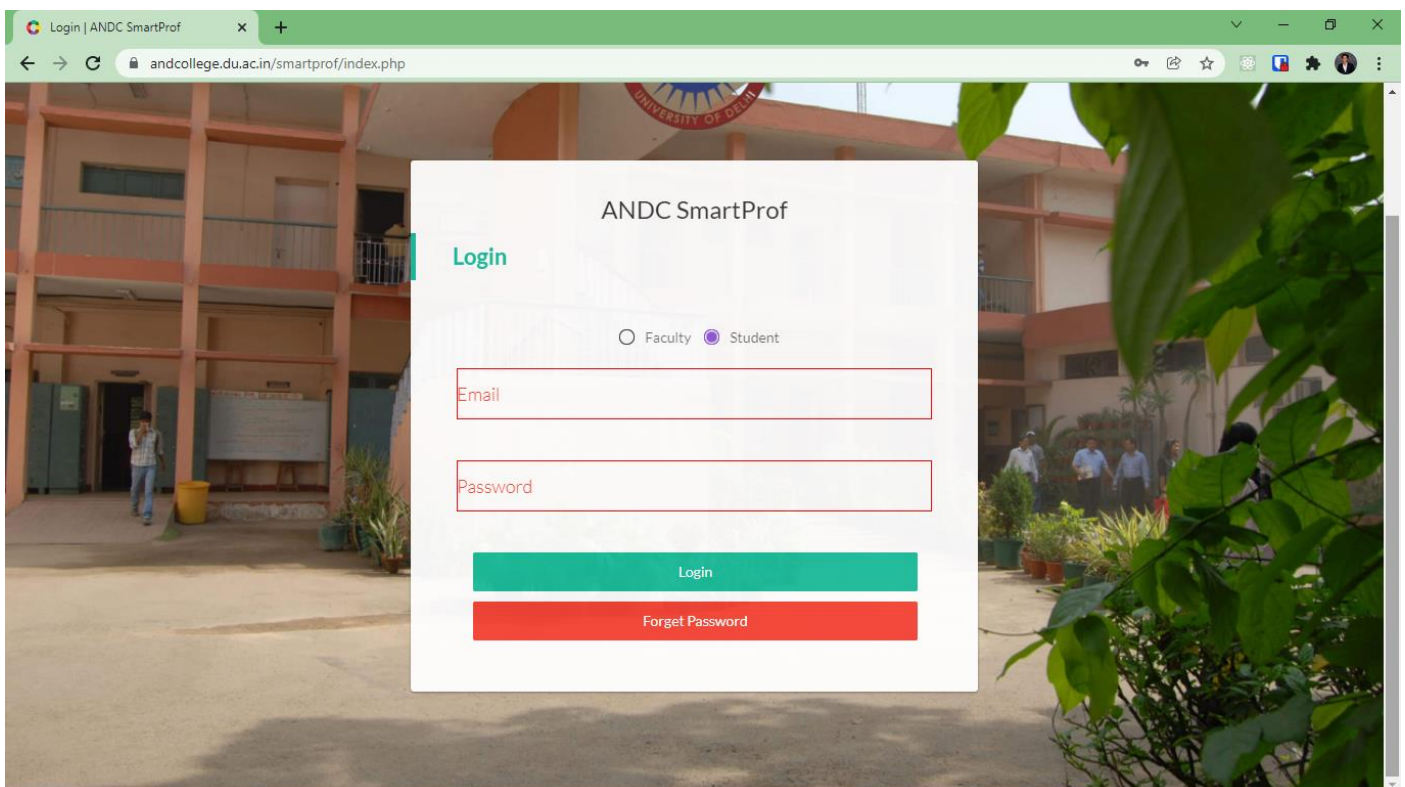 Login | ANDC SmartProf
andcollege.du.ac.in/smartprof/index.php
UNIVERSITY OF DELHI
ANDC SmartProf
Login
Faculty Student
Email
Password
Login
Forget Password